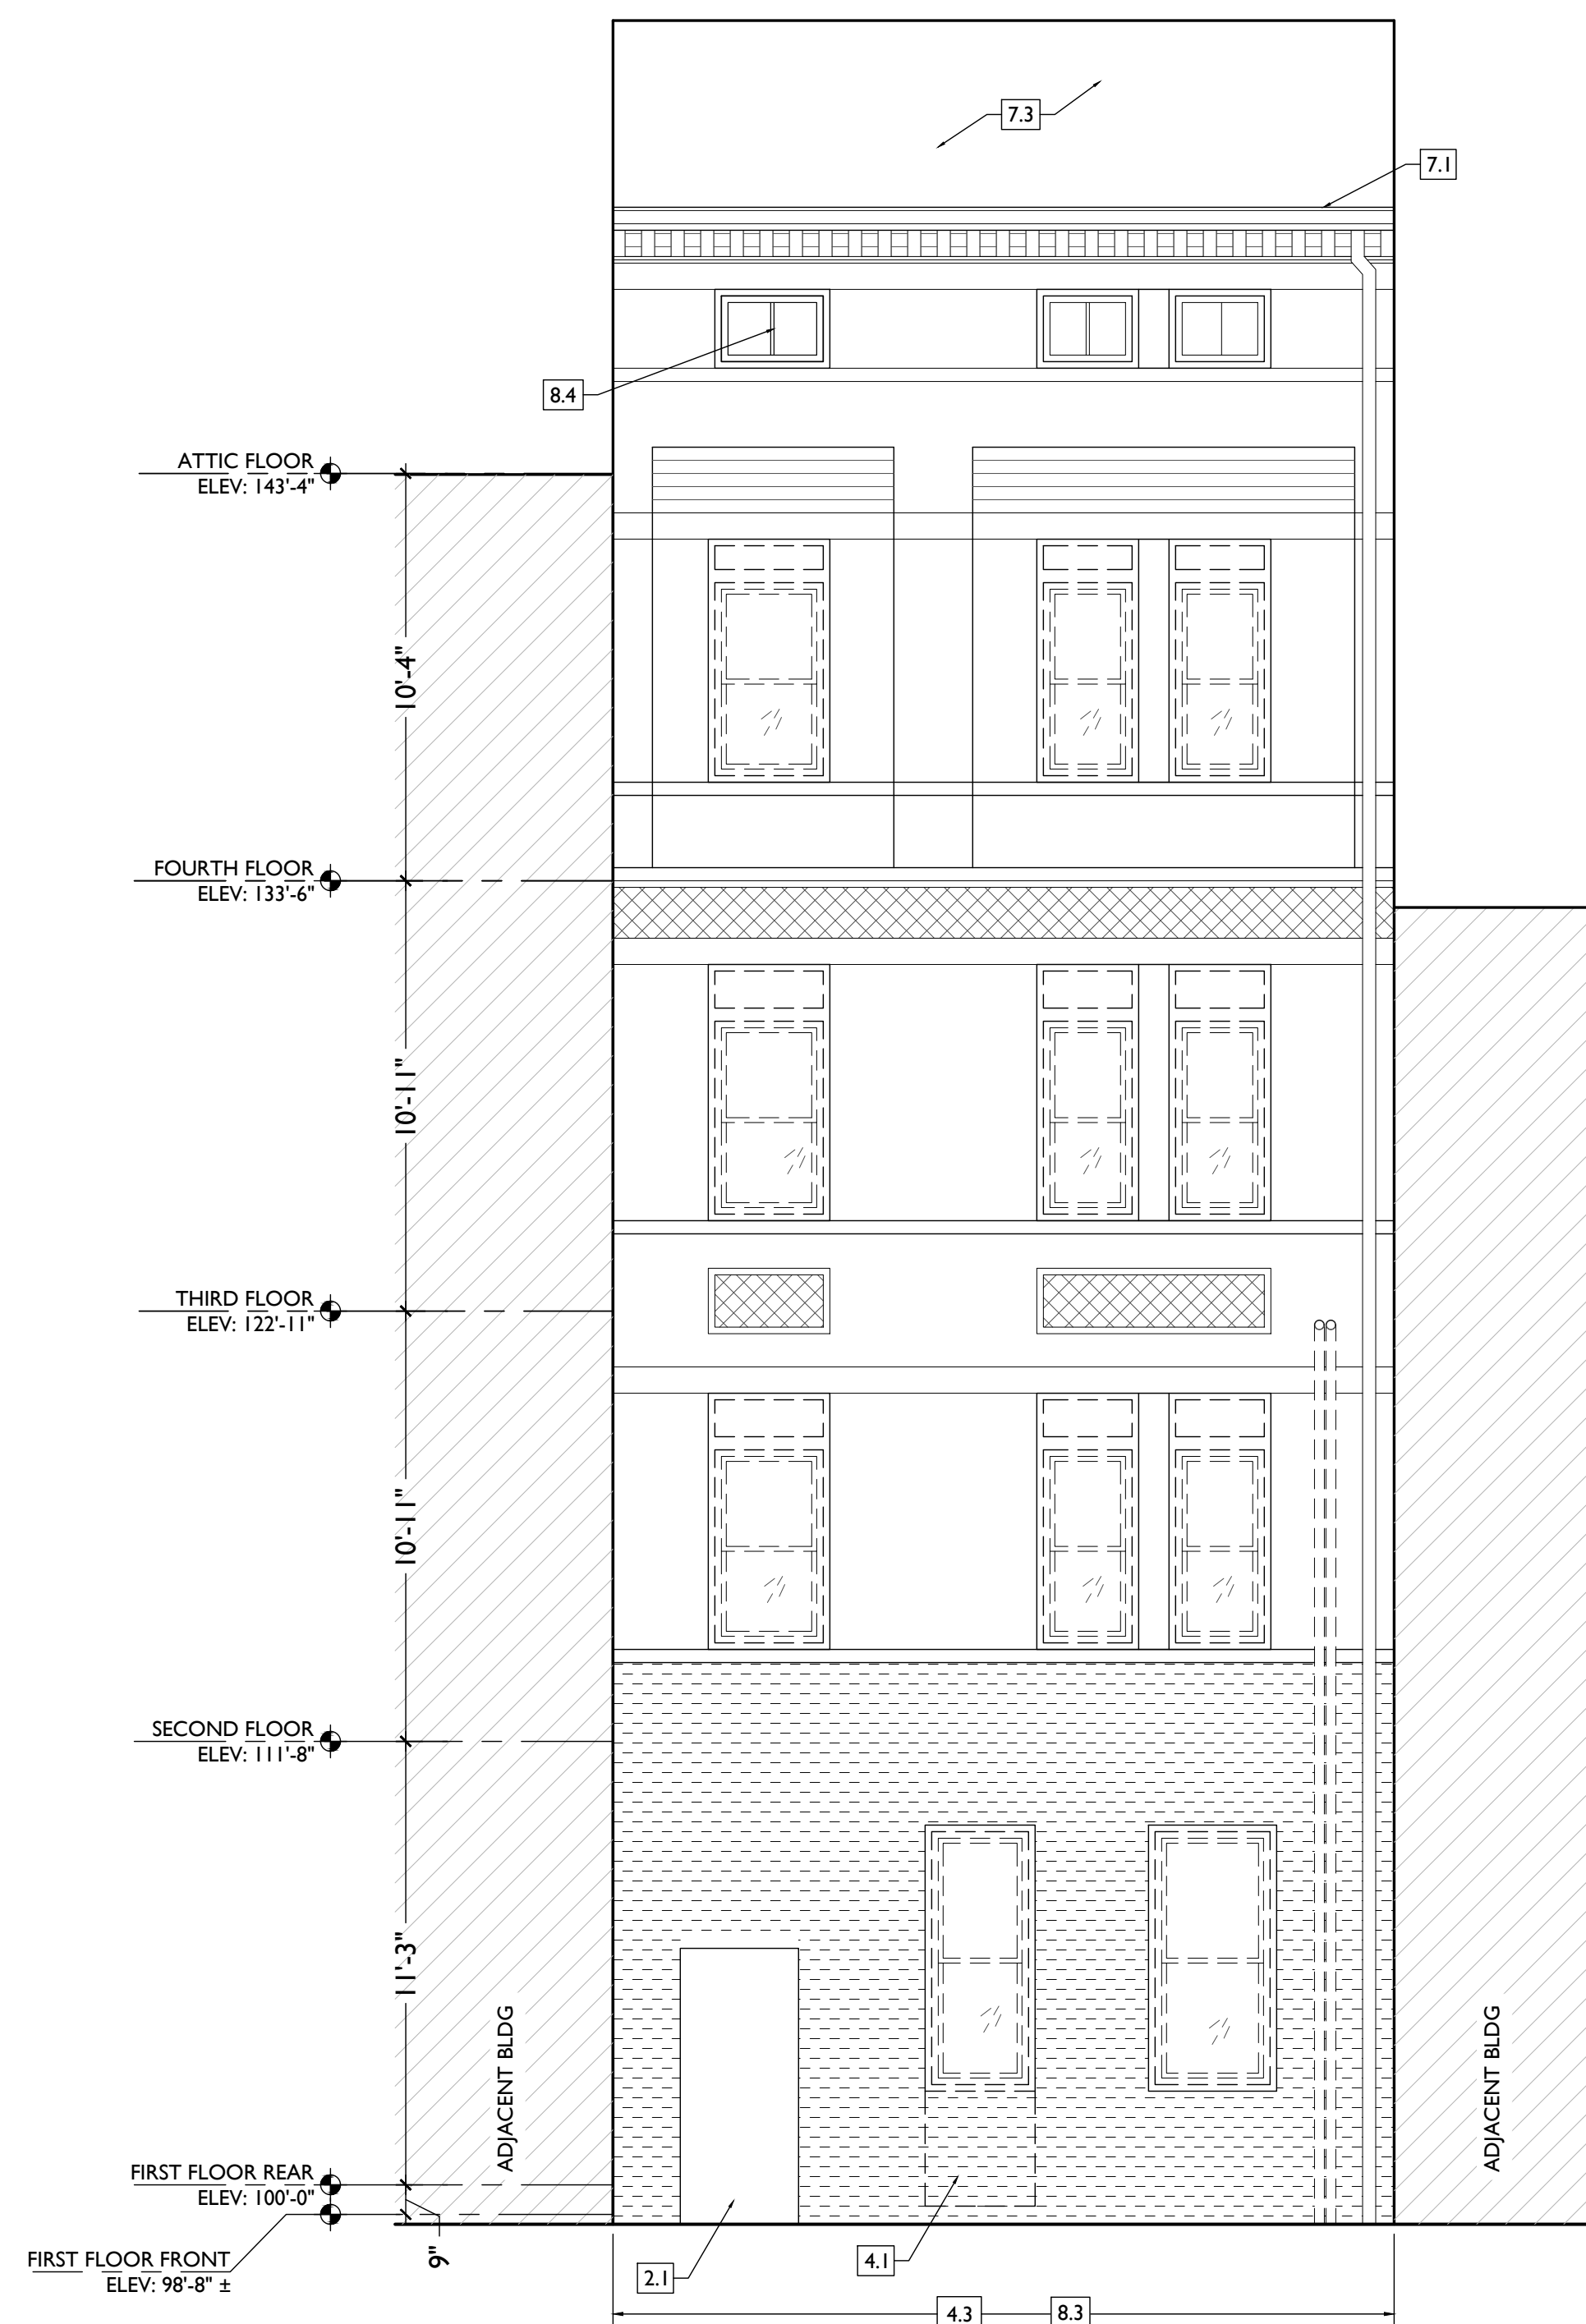 7.3
7.1
8.4
ATTIC FLOOR
ELEV: 143'-4"
10'-4"
FOURTH FLOOR
ELEV: 133'-6"
10'-11"
THIRD FLOOR
ELEV: 122'-11"
10'-11"
SECOND FLOOR
ELEV: 111'-8"
11'-3"
ADJACENT BLDG
ADJACENT BLDG
FIRST FLOOR REAR
ELEV: 100'-0"
9"
FIRST FLOOR FRONT
ELEV: 98'-8" ±
2.1
4.1
4.3
8.3